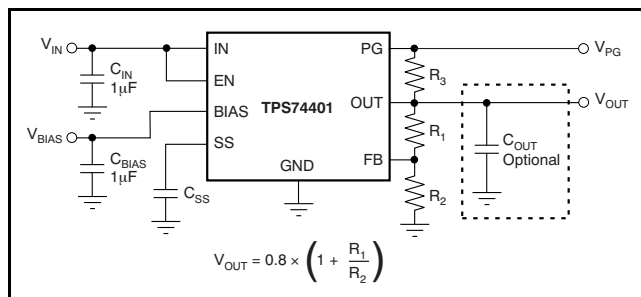 V_IN
C_IN
1μF
V_BIAS
C_BIAS
1μF
C_SS
IN
EN
BIAS
SS
TPS74401
GND
PG
OUT
FB
R_3
R_1
R_2
V_PG
V_OUT
C_OUT
Optional
V_OUT = 0.8 × (1 + R_1/R_2)